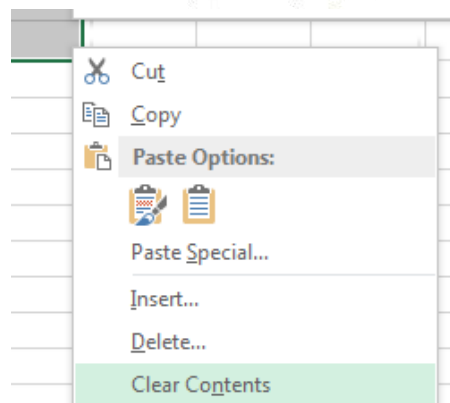 Cut
Copy
Paste Options:
Paste Special...
Insert...
Delete...
Clear Contents